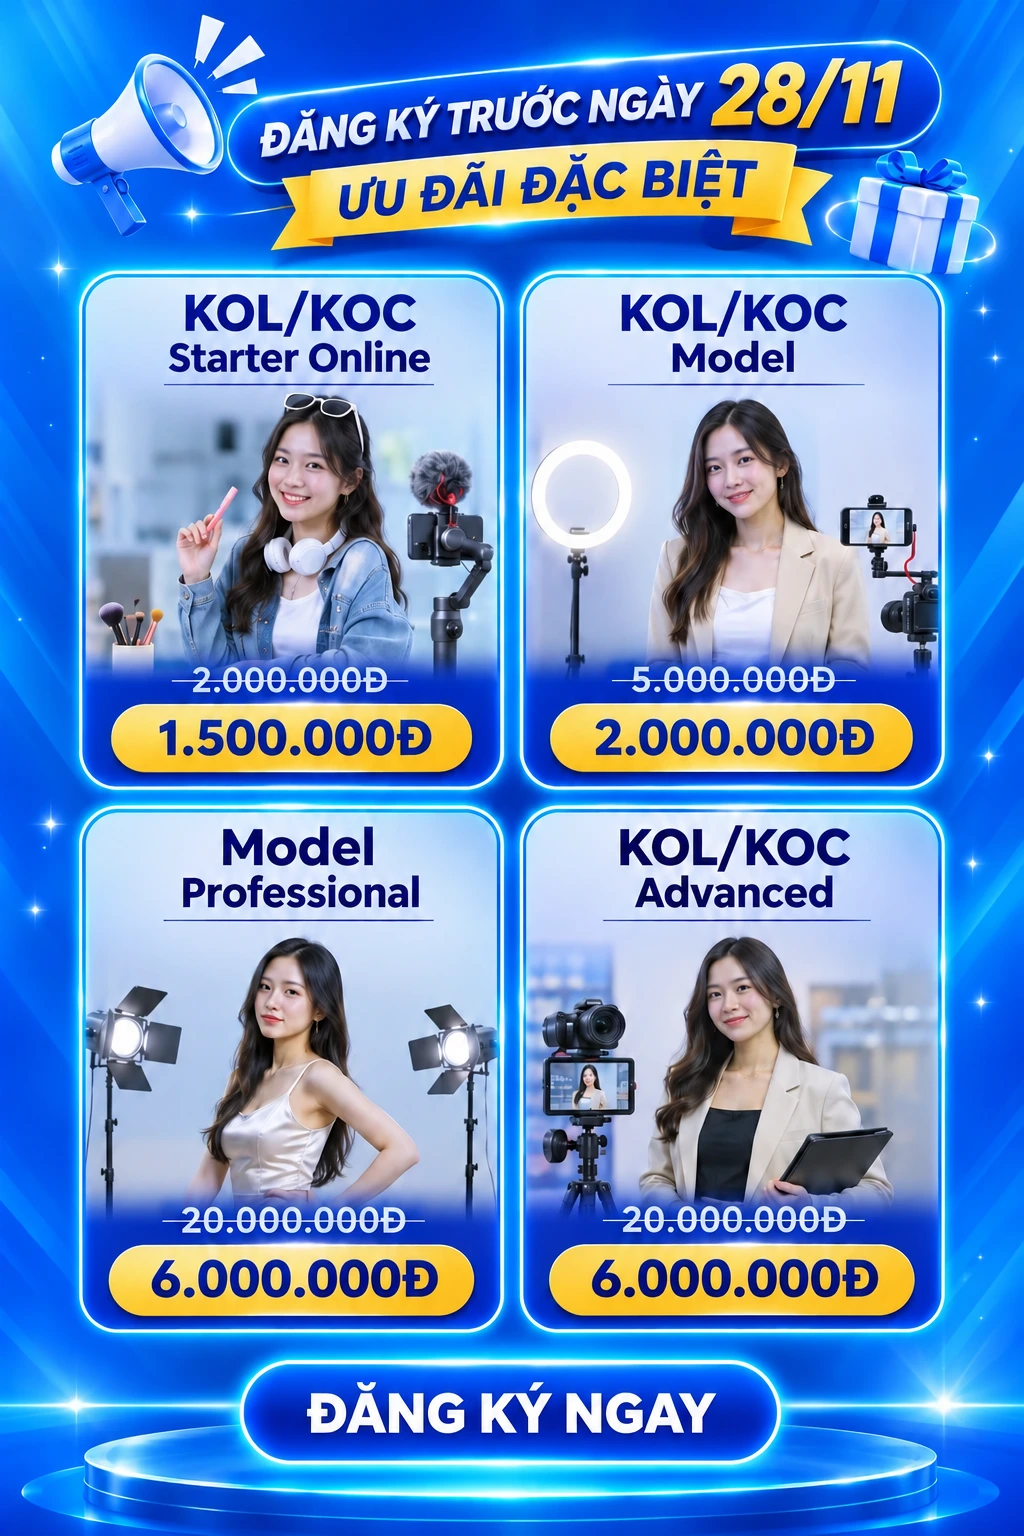 ĐĂNG KÝ TRƯỚC NGÀY 28/11
ƯU ĐÃI ĐẶC BIỆT
KOL/KOC
Starter Online
2.000.000Đ
1.500.000Đ
KOL/KOC
Model
5.000.000Đ
2.000.000Đ
Model
Professional
20.000.000Đ
6.000.000Đ
KOL/KOC
Advanced
20.000.000Đ
6.000.000Đ
ĐĂNG KÝ NGAY